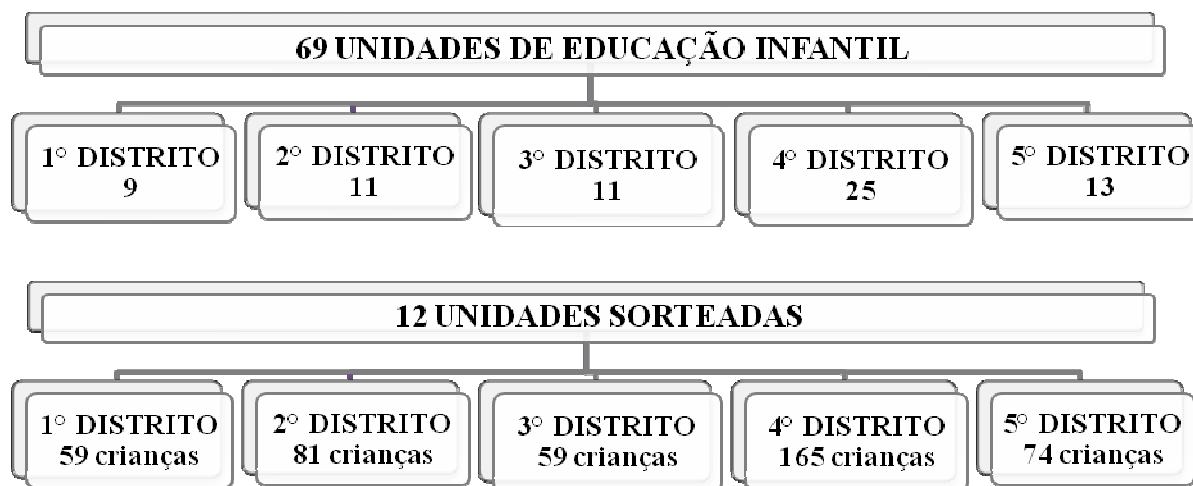 69 UNIDADES DE EDUCAÇÃO INFANTIL
1° DISTRITO
9
2° DISTRITO
11
3° DISTRITO
11
4° DISTRITO
25
5° DISTRITO
13
12 UNIDADES SORTEADAS
1° DISTRITO
59 crianças
2° DISTRITO
81 crianças
3° DISTRITO
59 crianças
4° DISTRITO
165 crianças
5° DISTRITO
74 crianças